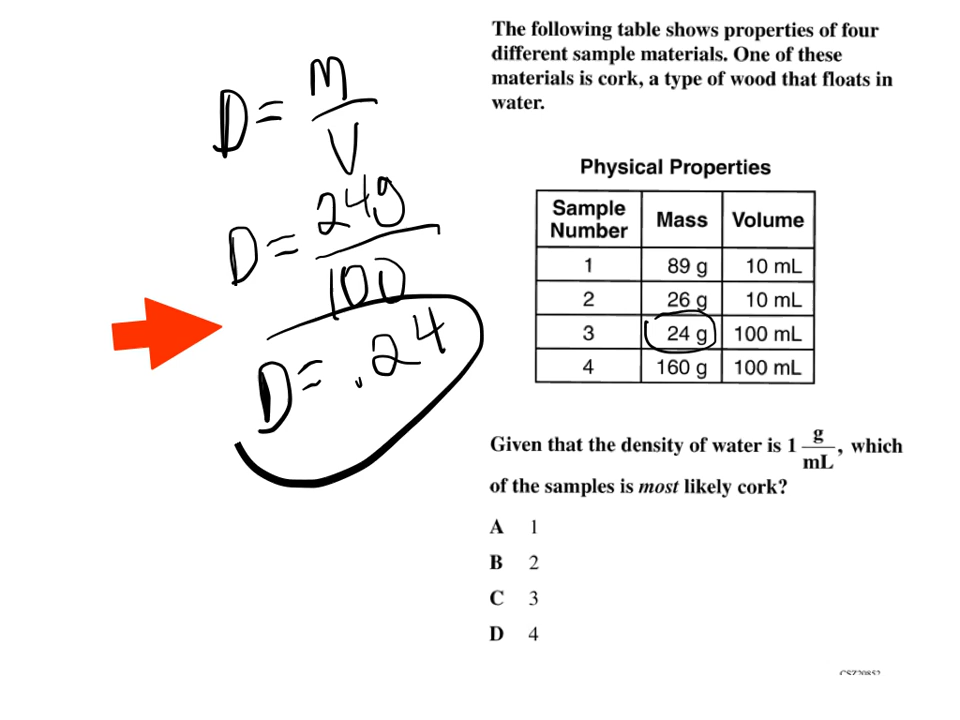 The following table shows properties of four
different sample materials. One of these
materials is cork, a type of wood that floats in
water.
D = M
V
D = 24g
100
D = .24
Physical Properties
Sample Number Mass Volume
1 89 g 10 mL
2 26 g 10 mL
3 24 g 100 mL
4 160 g 100 mL
Given that the density of water is 1 g/mL, which
of the samples is most likely cork?
A 1
B 2
C 3
D 4